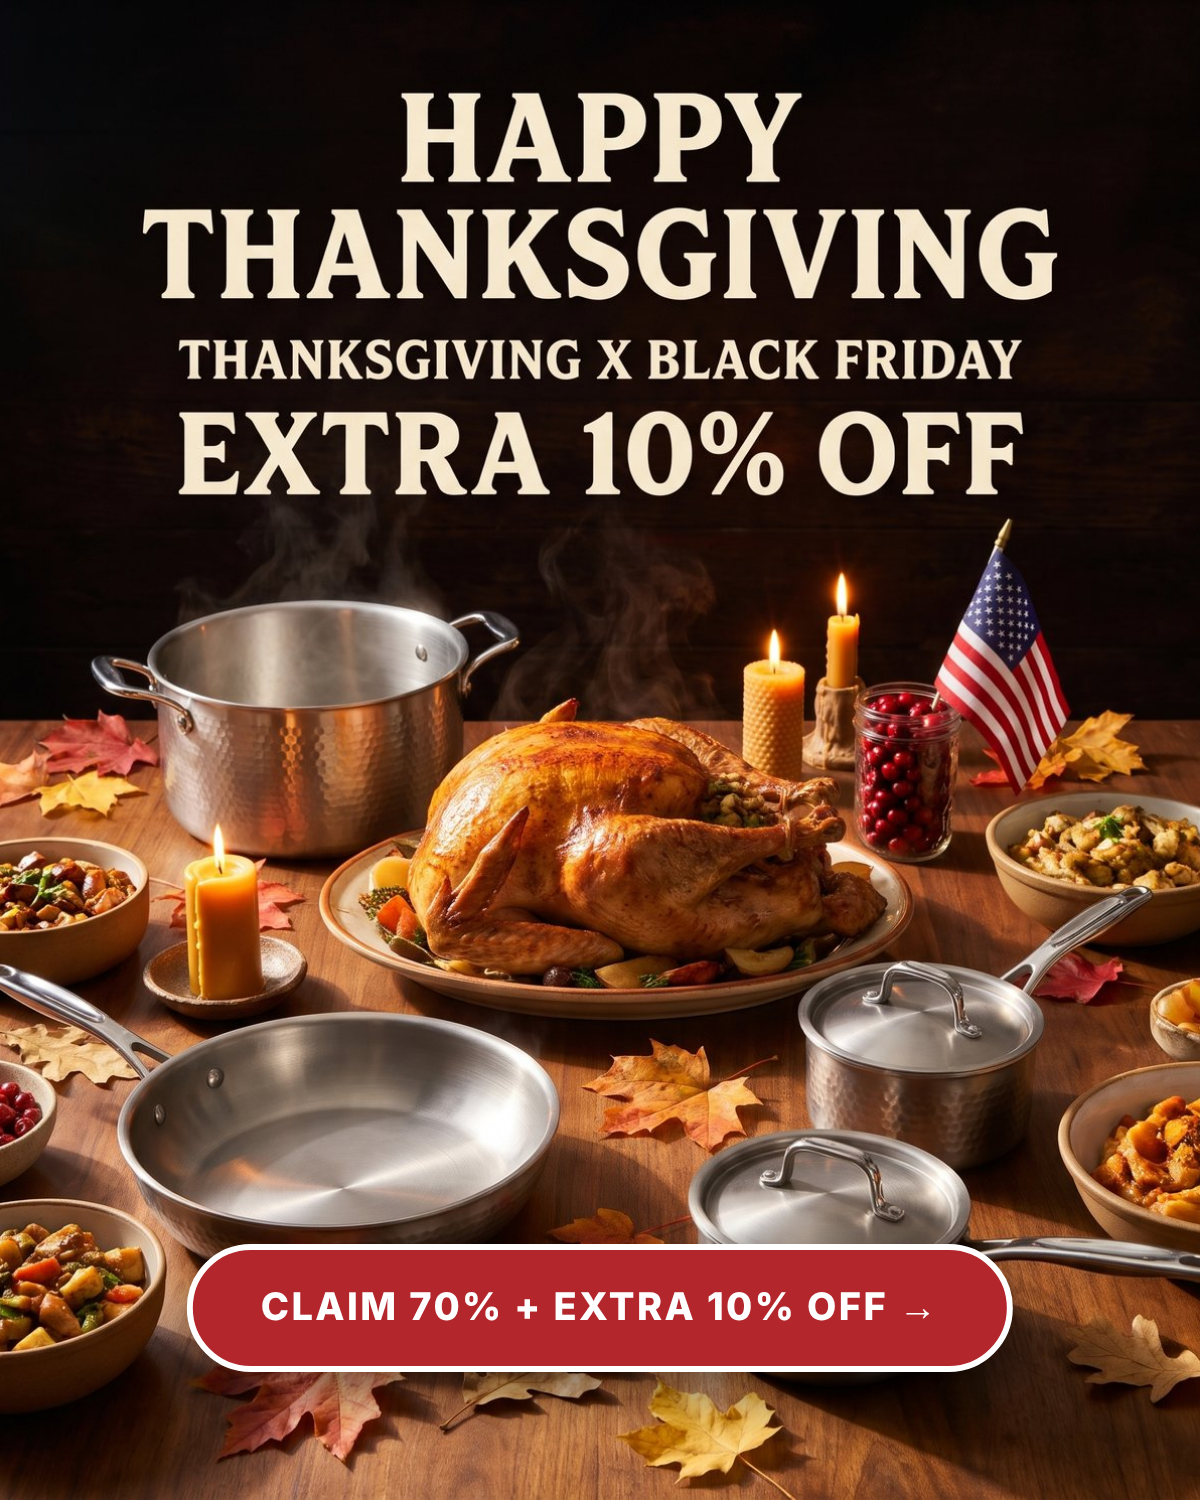 HAPPY
THANKSGIVING
THANKSGIVING X BLACK FRIDAY
EXTRA 10% OFF
CLAIM 70% + EXTRA 10% OFF →